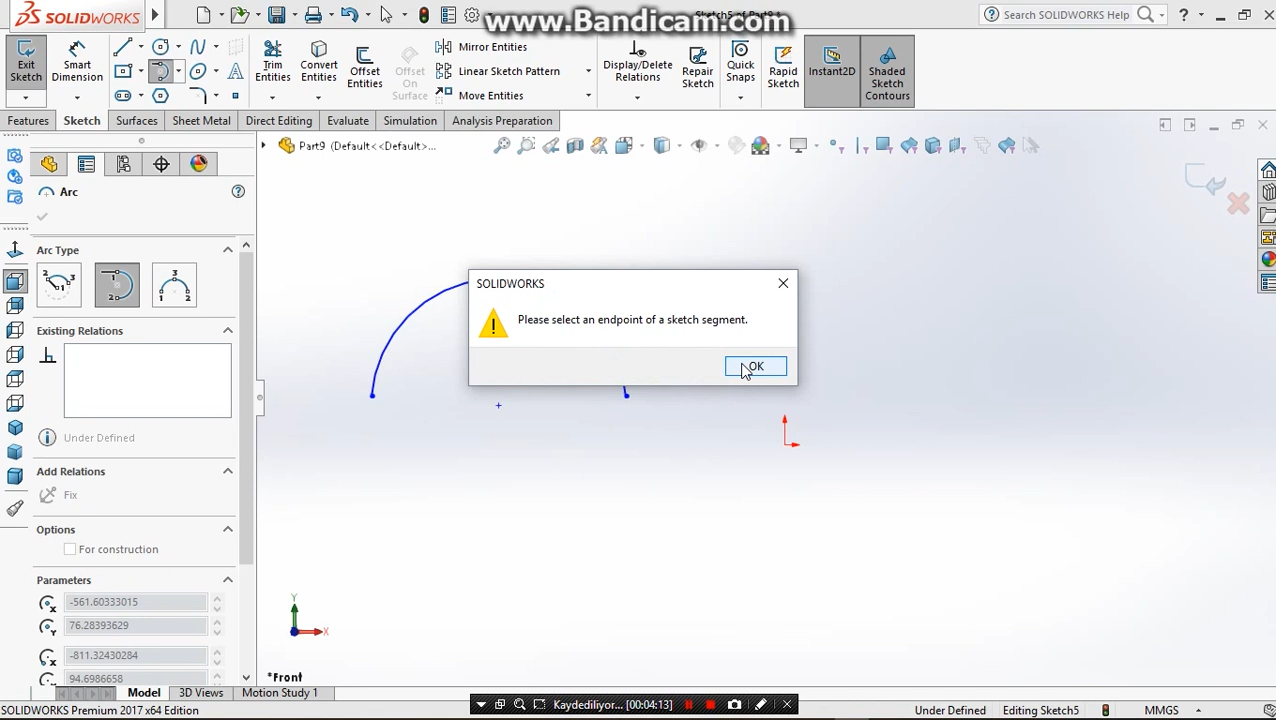 SOLIDWORKS
www.Bandicam.com
Search SOLIDWORKS Help
Exit Sketch
Smart Dimension
Trim Entities
Convert Entities
Offset Entities
Offset On Surface
Mirror Entities
Linear Sketch Pattern
Move Entities
Display/Delete Relations
Repair Sketch
Quick Snaps
Rapid Sketch
Instant2D
Shaded Sketch Contours
Features
Sketch
Surfaces
Sheet Metal
Direct Editing
Evaluate
Simulation
Analysis Preparation
Part9 (Default<<Default>...
Arc
Arc Type
Existing Relations
Under Defined
Add Relations
Fix
Options
For construction
Parameters
-561.60333015
76.28393629
-811.32430284
94.6986658
SOLIDWORKS
Please select an endpoint of a sketch segment.
OK
Y
X
*Front
Model
3D Views
Motion Study 1
Kaydediliyor... [00:04:13]
SOLIDWORKS Premium 2017 x64 Edition
Under Defined
Editing Sketch5
MMGS